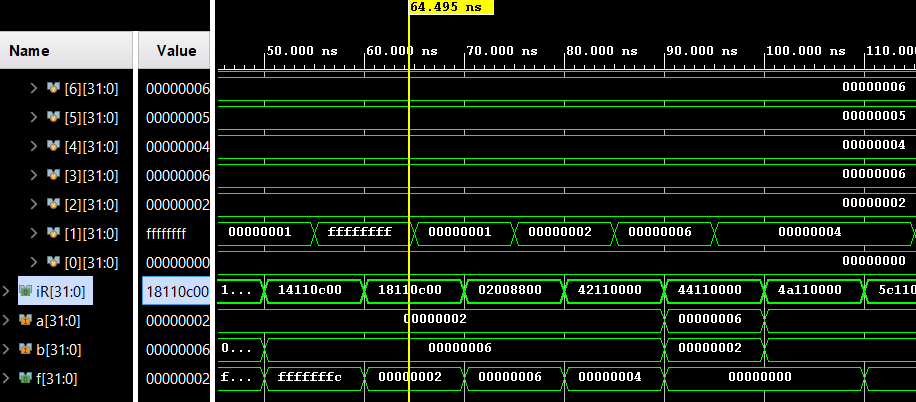 64.495 ns
Name Value 50.000 ns 60.000 ns 70.000 ns 80.000 ns 90.000 ns 100.000 ns 110.000
[6][31:0] 00000006 00000006
[5][31:0] 00000005 00000005
[4][31:0] 00000004 00000004
[3][31:0] 00000006 00000006
[2][31:0] 00000002 00000002
[1][31:0] ffffffff 00000001 ffffffff 00000001 00000002 00000006 00000004
[0][31:0] 00000000 00000000
iR[31:0] 18110c00 1... 14110c00 18110c00 02008800 42110000 44110000 4a110000 5c110
a[31:0] 00000002 00000002 00000006
b[31:0] 00000006 0... 00000006 00000002
f[31:0] 00000002 f... fffffffc 00000002 00000006 00000004 00000000